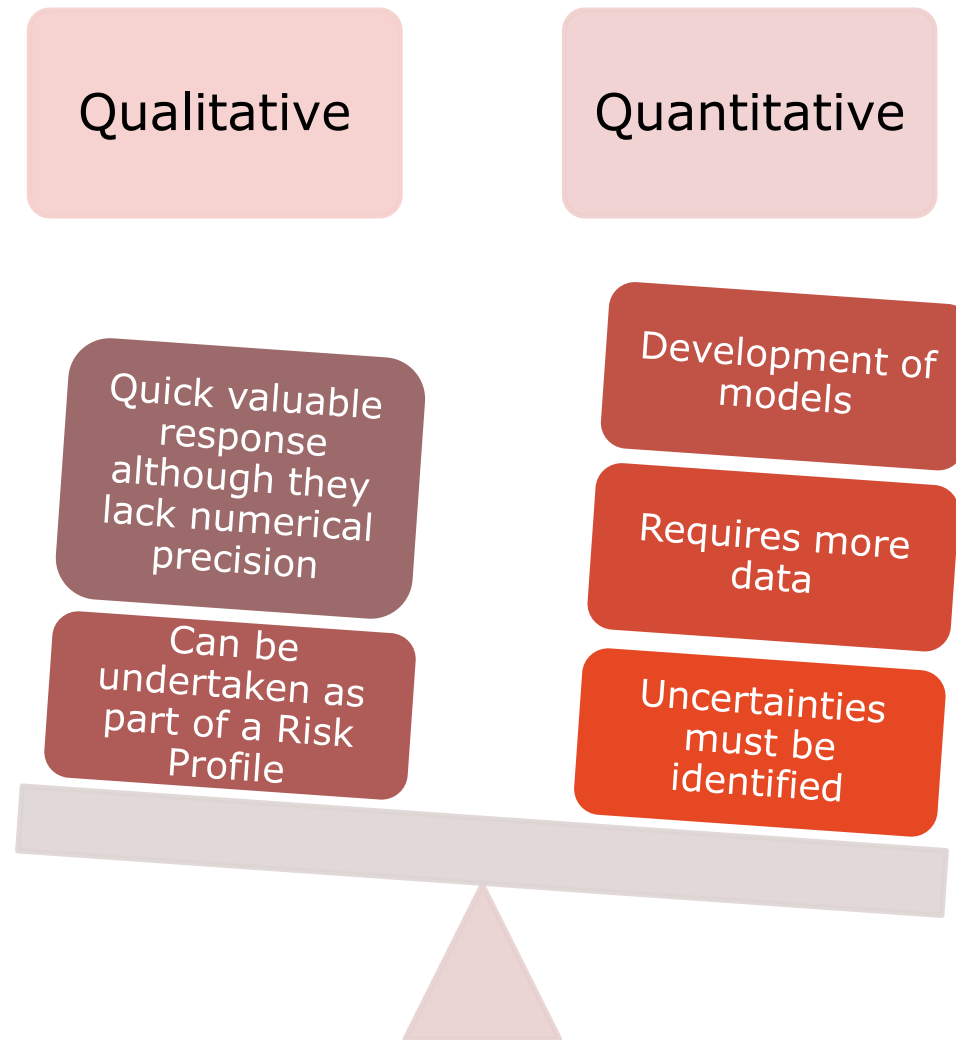 Qualitative
Quantitative
Quick valuable
response
although they
lack numerical
precision
Can be
undertaken as
part of a Risk
Profile
Development of
models
Requires more
data
Uncertainties
must be
identified